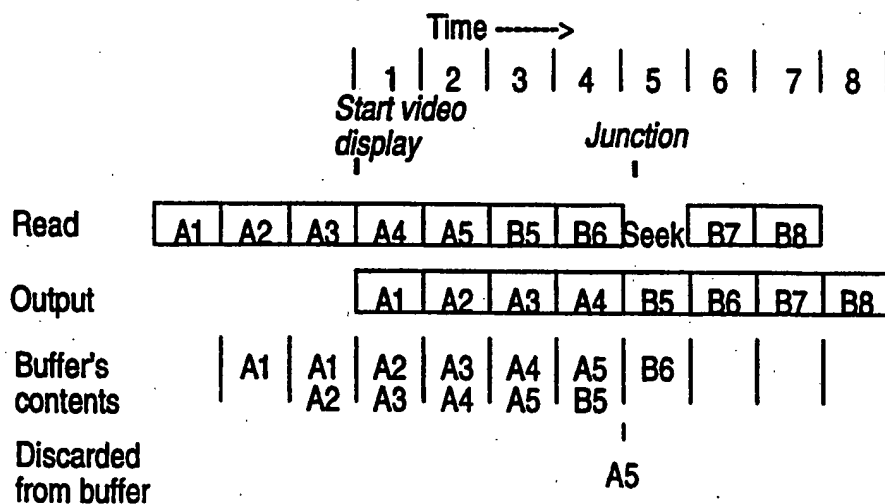 Time ------>
1 2 3 4 5 6 7 8
Start video
display
Junction
Read A1 A2 A3 A4 A5 B5 B6 Seek B7 B8
Output A1 A2 A3 A4 B5 B6 B7 B8
Buffer's A1 A1 A2 A3 A4 A5 B6
contents A2 A3 A4 A5 B5
Discarded
from buffer A5